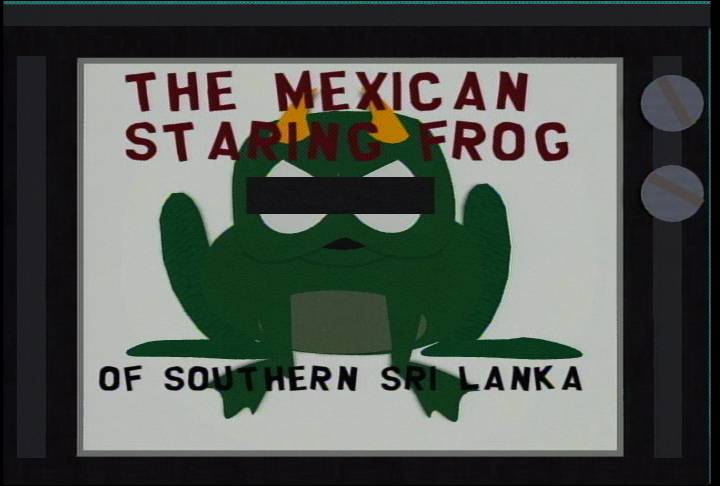 THE MEXICAN
STARING FROG
OF SOUTHERN SRI LANKA